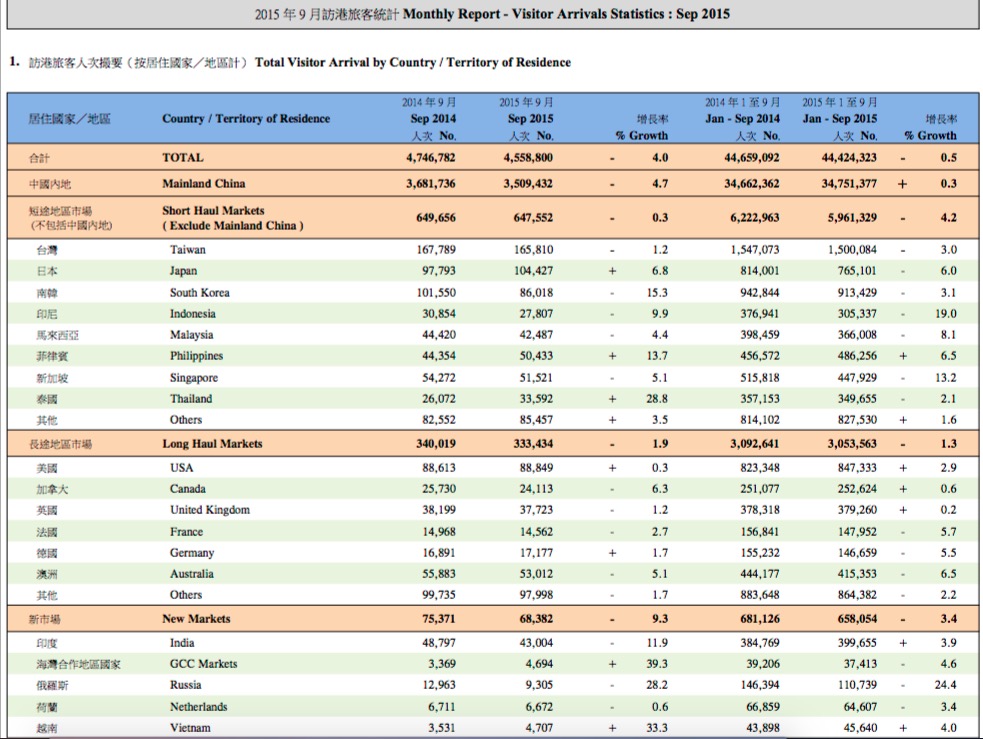 2015 年 9 月訪港旅客統計 Monthly Report - Visitor Arrivals Statistics : Sep 2015
1. 訪港旅客人次撮要（按居住國家／地區計） Total Visitor Arrival by Country / Territory of Residence
2014 年 9 月 2015 年 9 月 2014 年 1 至 9 月 2015 年 1 至 9 月
居住國家／地區 Country / Territory of Residence Sep 2014 Sep 2015 增長率 Jan - Sep 2014 Jan - Sep 2015 增長率
人次 No. 人次 No. % Growth 人次 No. 人次 No. % Growth
合計 TOTAL 4,746,782 4,558,800 - 4.0 44,659,092 44,424,323 - 0.5
中國內地 Mainland China 3,681,736 3,509,432 - 4.7 34,662,362 34,751,377 + 0.3
短途地區市場 Short Haul Markets
(不包括中國內地) ( Exclude Mainland China ) 649,656 647,552 - 0.3 6,222,963 5,961,329 - 4.2
台灣 Taiwan 167,789 165,810 - 1.2 1,547,073 1,500,084 - 3.0
日本 Japan 97,793 104,427 + 6.8 814,001 765,101 - 6.0
南韓 South Korea 101,550 86,018 - 15.3 942,844 913,429 - 3.1
印尼 Indonesia 30,854 27,807 - 9.9 376,941 305,337 - 19.0
馬來西亞 Malaysia 44,420 42,487 - 4.4 398,459 366,008 - 8.1
菲律賓 Philippines 44,354 50,433 + 13.7 456,572 486,256 + 6.5
新加坡 Singapore 54,272 51,521 - 5.1 515,818 447,929 - 13.2
泰國 Thailand 26,072 33,592 + 28.8 357,153 349,655 - 2.1
其他 Others 82,552 85,457 + 3.5 814,102 827,530 + 1.6
長途地區市場 Long Haul Markets 340,019 333,434 - 1.9 3,092,641 3,053,563 - 1.3
美國 USA 88,613 88,849 + 0.3 823,348 847,333 + 2.9
加拿大 Canada 25,730 24,113 - 6.3 251,077 252,624 + 0.6
英國 United Kingdom 38,199 37,723 - 1.2 378,318 379,260 + 0.2
法國 France 14,968 14,562 - 2.7 156,841 147,952 - 5.7
德國 Germany 16,891 17,177 + 1.7 155,232 146,659 - 5.5
澳洲 Australia 55,883 53,012 - 5.1 444,177 415,353 - 6.5
其他 Others 99,735 97,998 - 1.7 883,648 864,382 - 2.2
新市場 New Markets 75,371 68,382 - 9.3 681,126 658,054 - 3.4
印度 India 48,797 43,004 - 11.9 384,769 399,655 + 3.9
海灣合作地區國家 GCC Markets 3,369 4,694 + 39.3 39,206 37,413 - 4.6
俄羅斯 Russia 12,963 9,305 - 28.2 146,394 110,739 - 24.4
荷蘭 Netherlands 6,711 6,672 - 0.6 66,859 64,607 - 3.4
越南 Vietnam 3,531 4,707 + 33.3 43,898 45,640 + 4.0